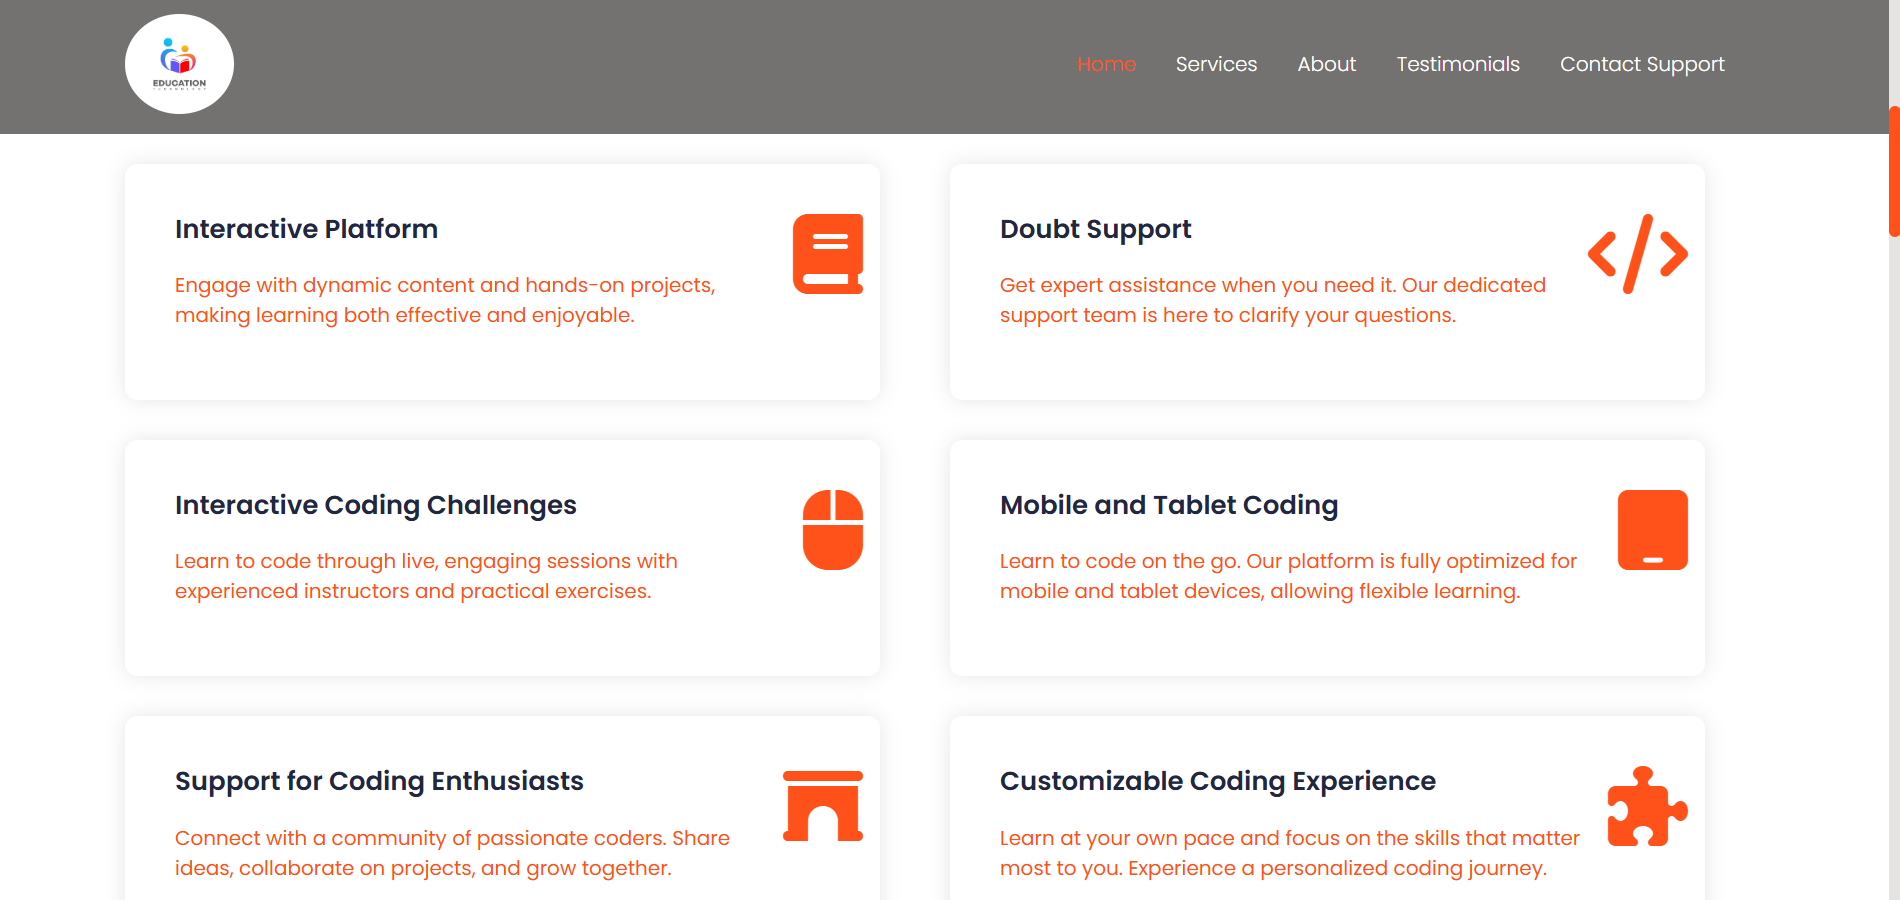 EDUCATION
Home Services About Testimonials Contact Support
Interactive Platform
Engage with dynamic content and hands-on projects,
making learning both effective and enjoyable.
Doubt Support
Get expert assistance when you need it. Our dedicated
support team is here to clarify your questions.
Interactive Coding Challenges
Learn to code through live, engaging sessions with
experienced instructors and practical exercises.
Mobile and Tablet Coding
Learn to code on the go. Our platform is fully optimized for
mobile and tablet devices, allowing flexible learning.
Support for Coding Enthusiasts
Connect with a community of passionate coders. Share
ideas, collaborate on projects, and grow together.
Customizable Coding Experience
Learn at your own pace and focus on the skills that matter
most to you. Experience a personalized coding journey.